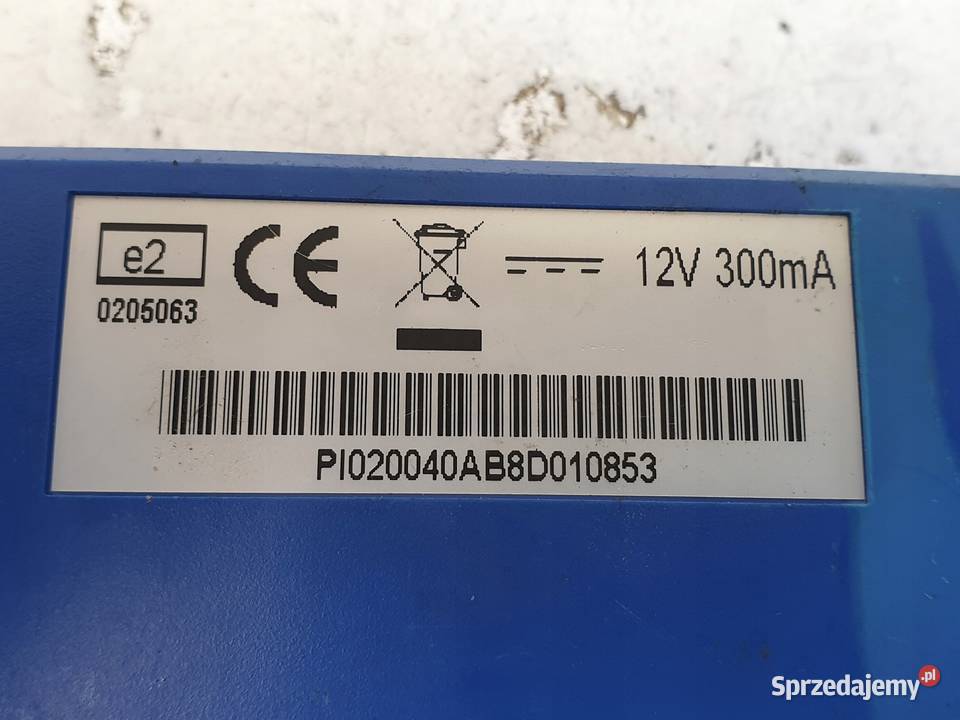 e2
CE
12V 300mA
0205063
PI020040AB8D010853
Sprzedajemy.pl